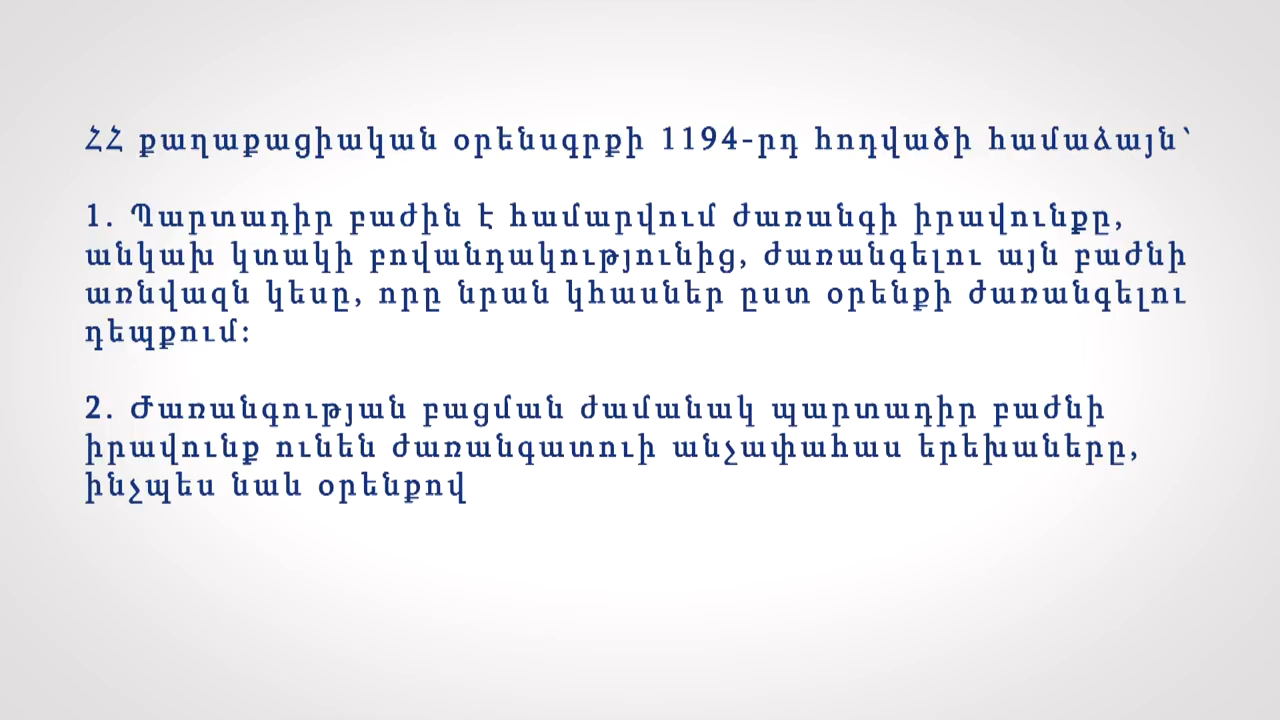 ՀՀ քաղաքացիական օրենսգրքի 1194-րդ հոդվածի համաձայն՝
1. Պարտադիր բաժին է համարվում ժառանգի իրավունքը,
անկախ կտակի բովանդակությունից, ժառանգելու այն բաժնի
առնվազն կեսը, որը նրան կհասներ ըստ օրենքի ժառանգելու
դեպքում:
2. Ժառանգության բացման ժամանակ պարտադիր բաժնի
իրավունք ունեն ժառանգատուի անչափահաս երեխաները,
ինչպես նաև օրենքով